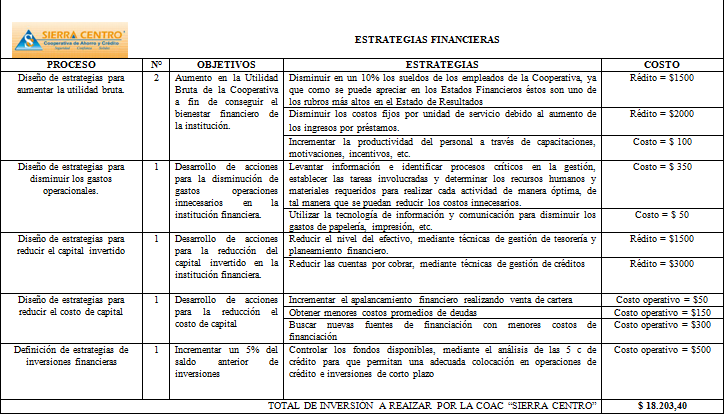 SIERRA CENTRO
Cooperativa de Ahorro y Crédito
ESTRATEGIAS FINANCIERAS
PROCESO N° OBJETIVOS ESTRATEGIAS COSTO
Diseño de estrategias para
aumentar la utilidad bruta.
2
Aumento en la Utilidad
Bruta de la Cooperativa
a fin de conseguir el
bienestar financiero de
la institución.
Disminuir en un 10% los sueldos de los empleados de la Cooperativa, ya
que como se puede apreciar en los Estados Financieros éstos son uno de
los rubros más altos en el Estado de Resultados
Rédito = $1500
Disminuir los costos fijos por unidad de servicio debido al aumento de
los ingresos por préstamos.
Rédito = $2000
Incrementar la productividad del personal a través de capacitaciones,
motivaciones, incentivos, etc.
Costo = $ 100
Diseño de estrategias para
disminuir los gastos
operacionales.
1
Desarrollo de acciones
para la disminución de
gastos operaciones
innecesarios en la
institución financiera.
Levantar información e identificar procesos críticos en la gestión,
establecer las tareas involucradas y determinar los recursos humanos y
materiales requeridos para realizar cada actividad de manera óptima, de
tal manera que se puedan reducir los costos innecesarios.
Costo = $ 350
Utilizar la tecnología de información y comunicación para disminuir los
gastos de papelería, impresión, etc.
Costo = $ 50
Diseño de estrategias para
reducir el capital invertido
1
Desarrollo de acciones
para la reducción del
capital invertido en la
institución financiera.
Reducir el nivel del efectivo, mediante técnicas de gestión de tesorería y
planeamiento financiero.
Rédito = $1500
Reducir las cuentas por cobrar, mediante técnicas de gestión de créditos
Rédito = $3000
Diseño de estrategias para
reducir el costo de capital
1
Desarrollo de acciones
para la reducción el
costo de capital
Incrementar el apalancamiento financiero realizando venta de cartera
Costo operativo = $50
Obtener menores costos promedios de deudas
Costo operativo = $150
Buscar nuevas fuentes de financiación con menores costos de
financiación
Costo operativo = $300
Definición de estrategias de
inversiones financieras
1
Incrementar un 5% del
saldo anterior de
inversiones
Controlar los fondos disponibles, mediante el análisis de las 5 c de
crédito para que permitan una adecuada colocación en operaciones de
crédito e inversiones de corto plazo
Costo operativo = $500
TOTAL DE INVERSIÓN A REAIZAR POR LA COAC “SIERRA CENTRO” $ 18.203,40